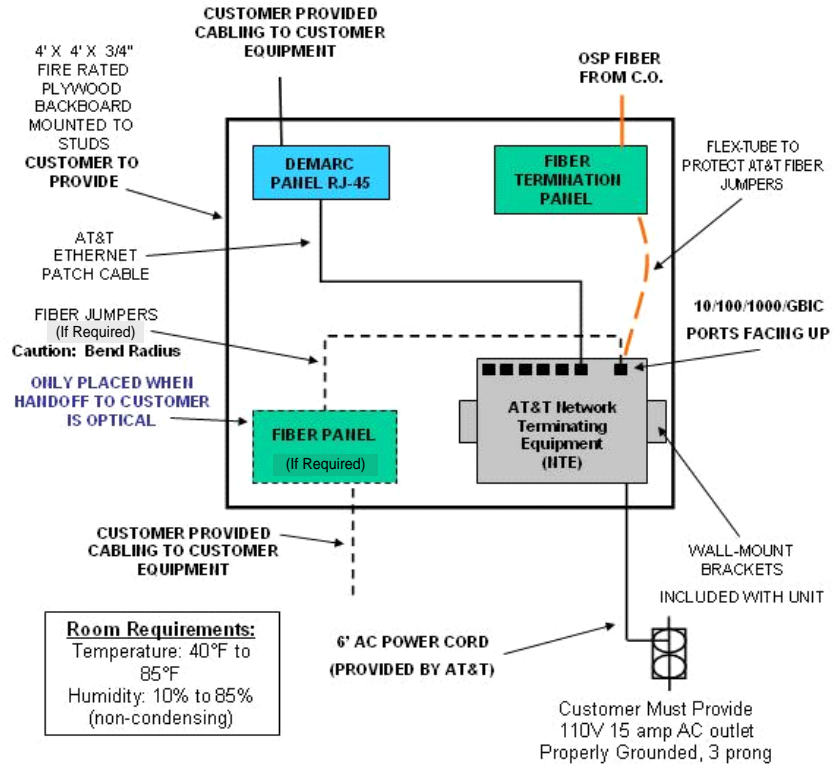 CUSTOMER PROVIDED
CABLING TO CUSTOMER
EQUIPMENT
4' X 4' X 3/4"
FIRE RATED
PLYWOOD
BACKBOARD
MOUNTED TO
STUDS
CUSTOMER TO
PROVIDE
OSP FIBER
FROM C.O.
DEMARC
PANEL RJ-45
FIBER
TERMINATION
PANEL
FLEX-TUBE TO
PROTECT AT&T FIBER
JUMPERS
AT&T
ETHERNET
PATCH CABLE
10/100/1000/GBIC
PORTS FACING UP
FIBER JUMPERS
(If Required)
Caution: Bend Radius
ONLY PLACED WHEN
HANDOFF TO CUSTOMER
IS OPTICAL
FIBER PANEL
(If Required)
AT&T Network
Terminating
Equipment
(NTE)
CUSTOMER PROVIDED
CABLING TO CUSTOMER
EQUIPMENT
WALL-MOUNT
BRACKETS
INCLUDED WITH UNIT
Room Requirements:
Temperature: 40°F to
85°F
Humidity: 10% to 85%
(non-condensing)
6' AC POWER CORD
(PROVIDED BY AT&T)
Customer Must Provide
110V 15 amp AC outlet
Properly Grounded, 3 prong